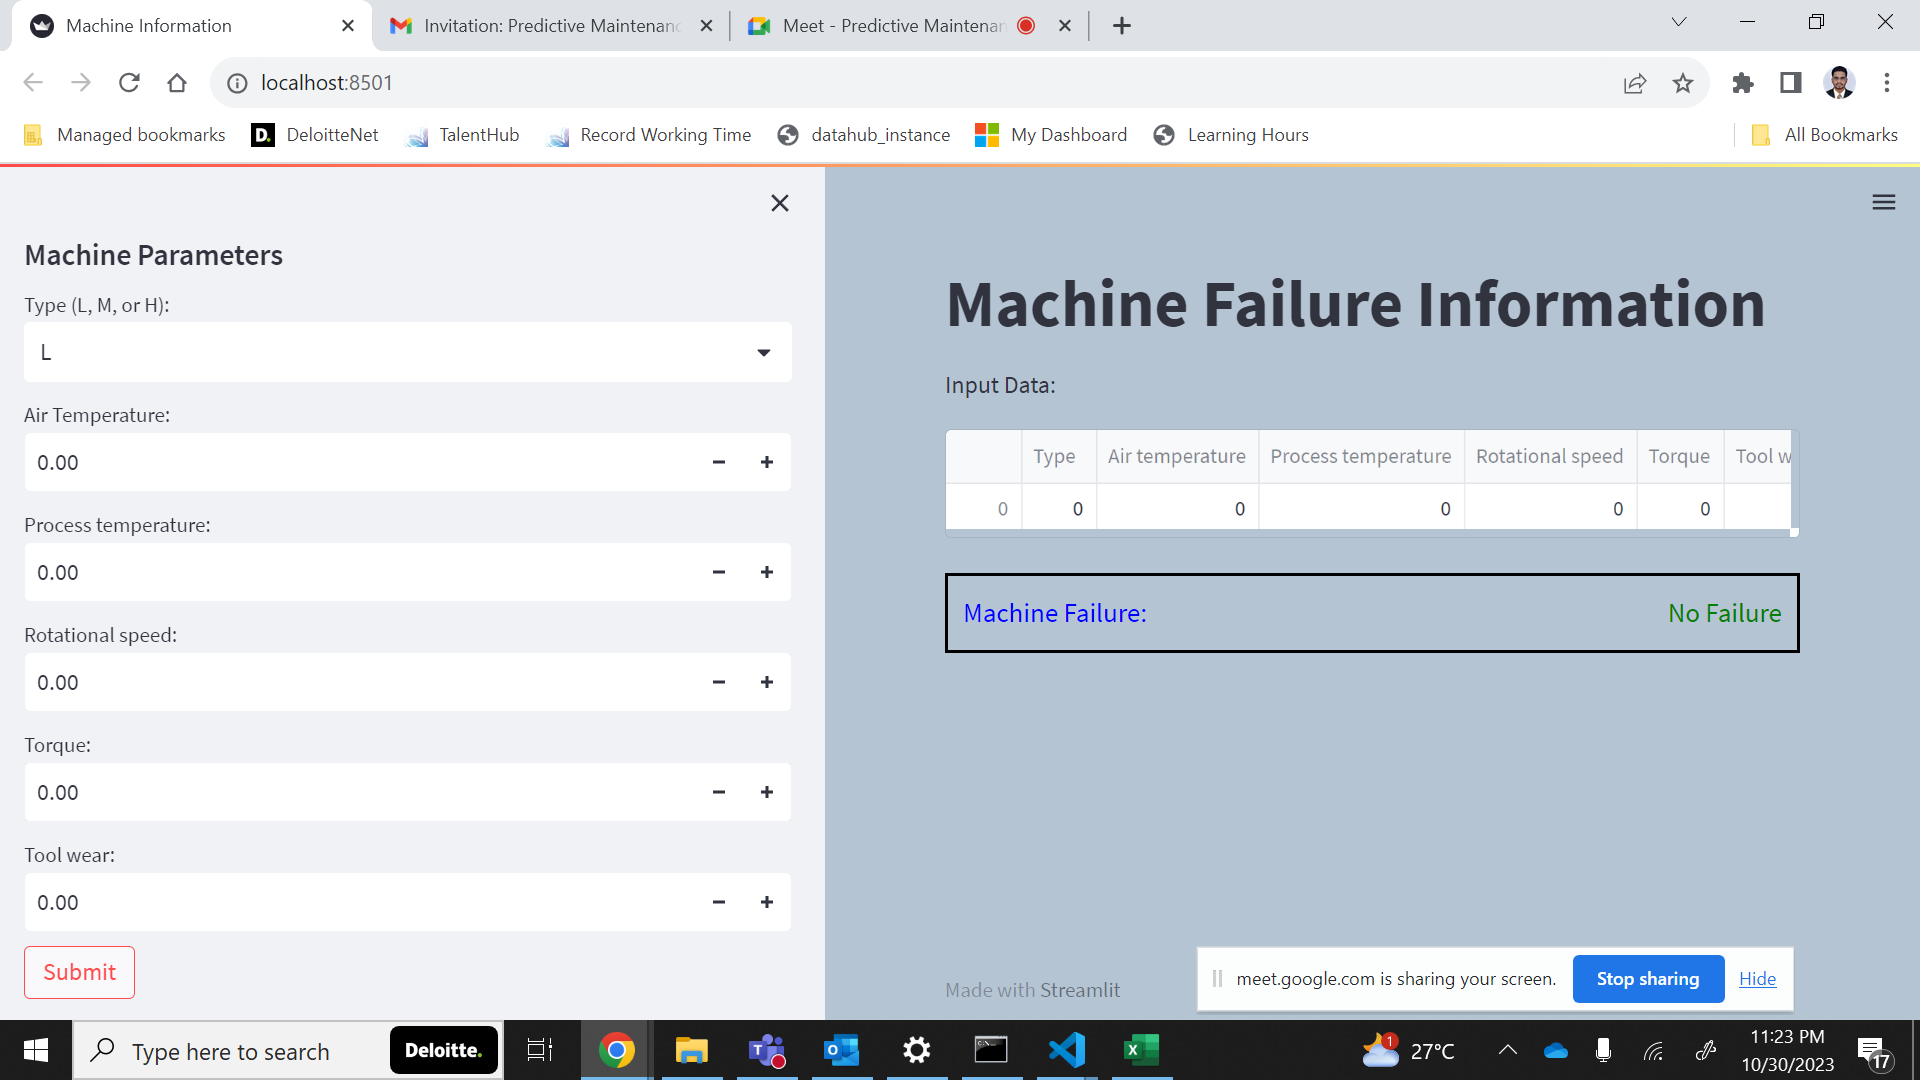 Machine Information
Invitation: Predictive Maintenanc
Meet - Predictive Maintenan
localhost:8501
Managed bookmarks
D.
DeloitteNet
TalentHub
Record Working Time
datahub_instance
My Dashboard
Learning Hours
All Bookmarks
Machine Parameters
Type (L, M, or H):
L
Air Temperature:
0.00
Process temperature:
0.00
Rotational speed:
0.00
Torque:
0.00
Tool wear:
0.00
Submit
Machine Failure Information
Input Data:
Type Air temperature Process temperature Rotational speed Torque Tool w
0 0 0 0 0 0
Machine Failure: No Failure
Made with Streamlit
meet.google.com is sharing your screen.
Stop sharing
Hide
Type here to search
Deloitte.
1
27°C
11:23 PM
10/30/2023
17